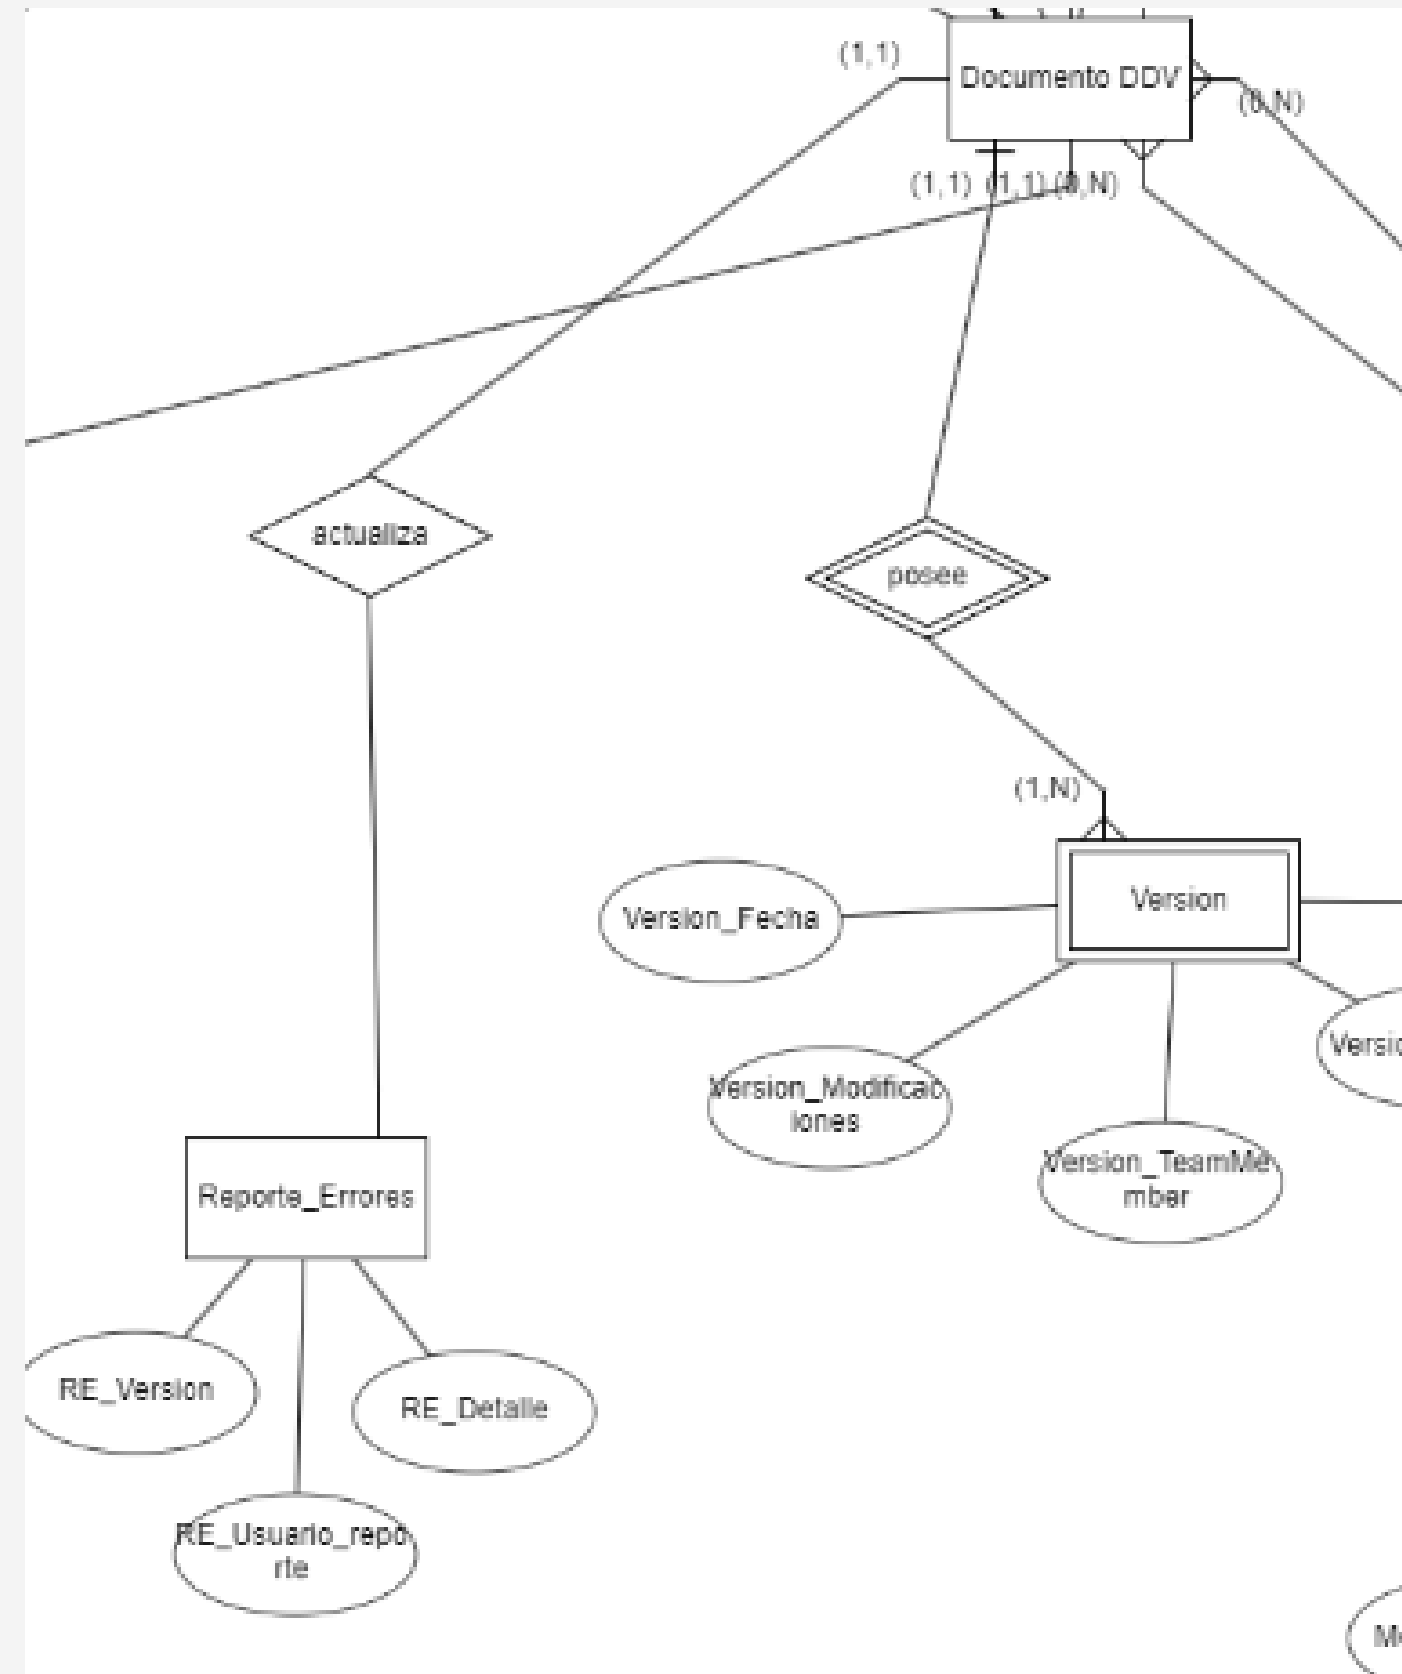 (1,1)
Documento DDV
(0,N)
(1,1) (1,1) (0,N)
actualiza
posee
(1,N)
Version
Version_Fecha
Versio
Version_Modificac
iones
Version_TeamMe
mber
Reporte_Errores
RE_Version
RE_Detalle
RE_Usuario_repo
rte